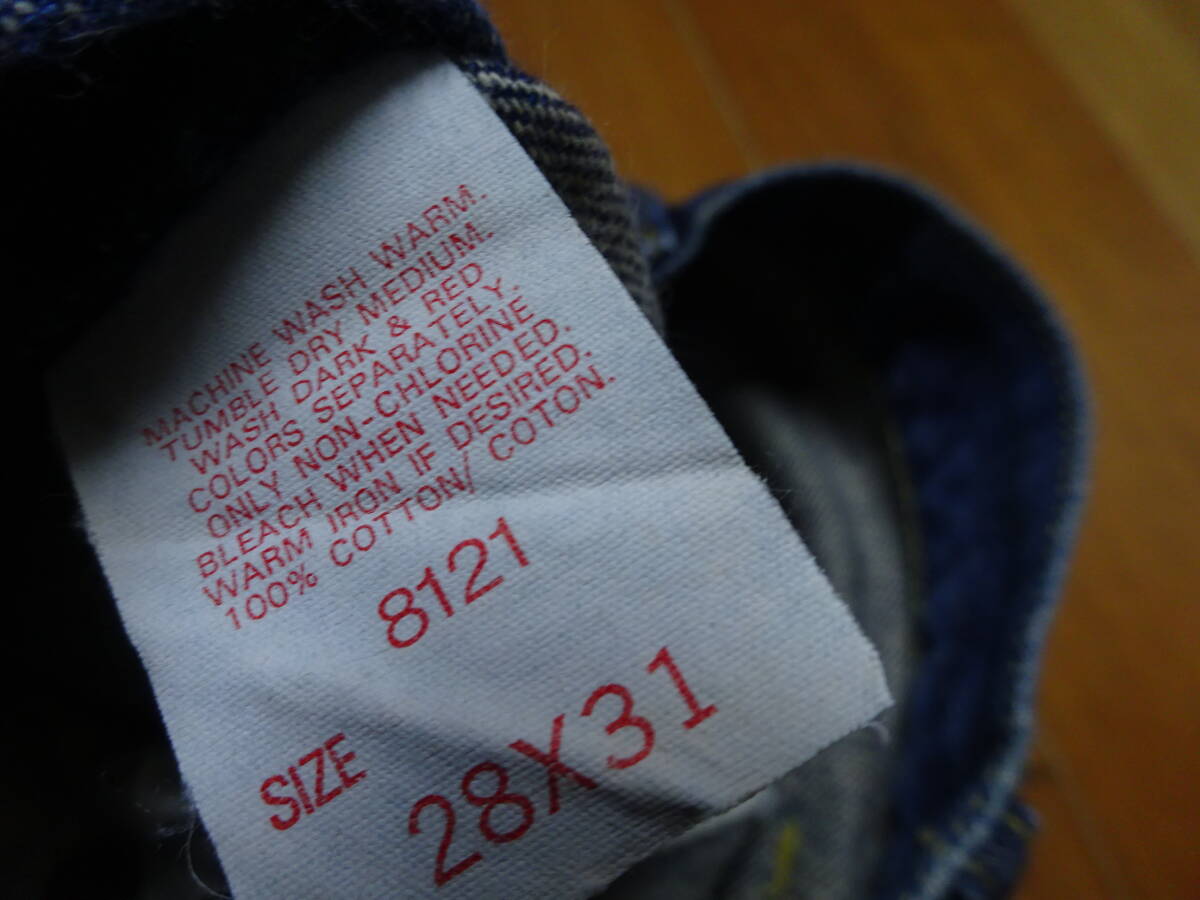 MACHINE WASH WARM.
TUMBLE DRY MEDIUM.
WASH DARK & RED
COLORS SEPARATELY.
ONLY NON-CHLORINE
BLEACH WHEN NEEDED.
WARM IRON IF DESIRED.
100% COTTON/ COTON.
8121
SIZE 28X31